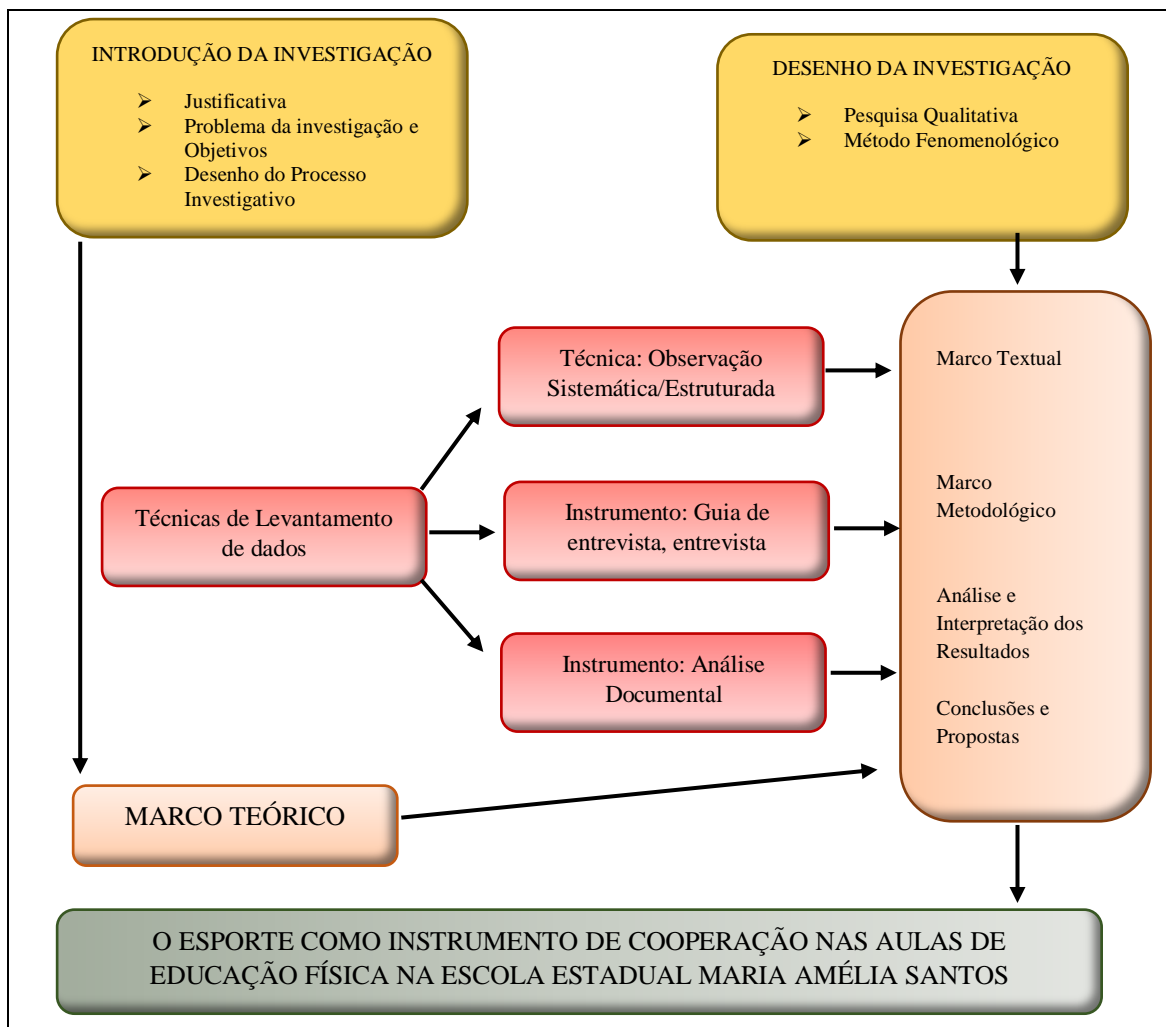 INTRODUÇÃO DA INVESTIGAÇÃO
➢ Justificativa
➢ Problema da investigação e
Objetivos
➢ Desenho do Processo
Investigativo
DESENHO DA INVESTIGAÇÃO
➢ Pesquisa Qualitativa
➢ Método Fenomenológico
Técnica: Observação
Sistemática/Estruturada
Técnicas de Levantamento
de dados
Instrumento: Guia de
entrevista, entrevista
Instrumento: Análise
Documental
Marco Textual
Marco
Metodológico
Análise e
Interpretação dos
Resultados
Conclusões e
Propostas
MARCO TEÓRICO
O ESPORTE COMO INSTRUMENTO DE COOPERAÇÃO NAS AULAS DE
EDUCAÇÃO FÍSICA NA ESCOLA ESTADUAL MARIA AMÉLIA SANTOS